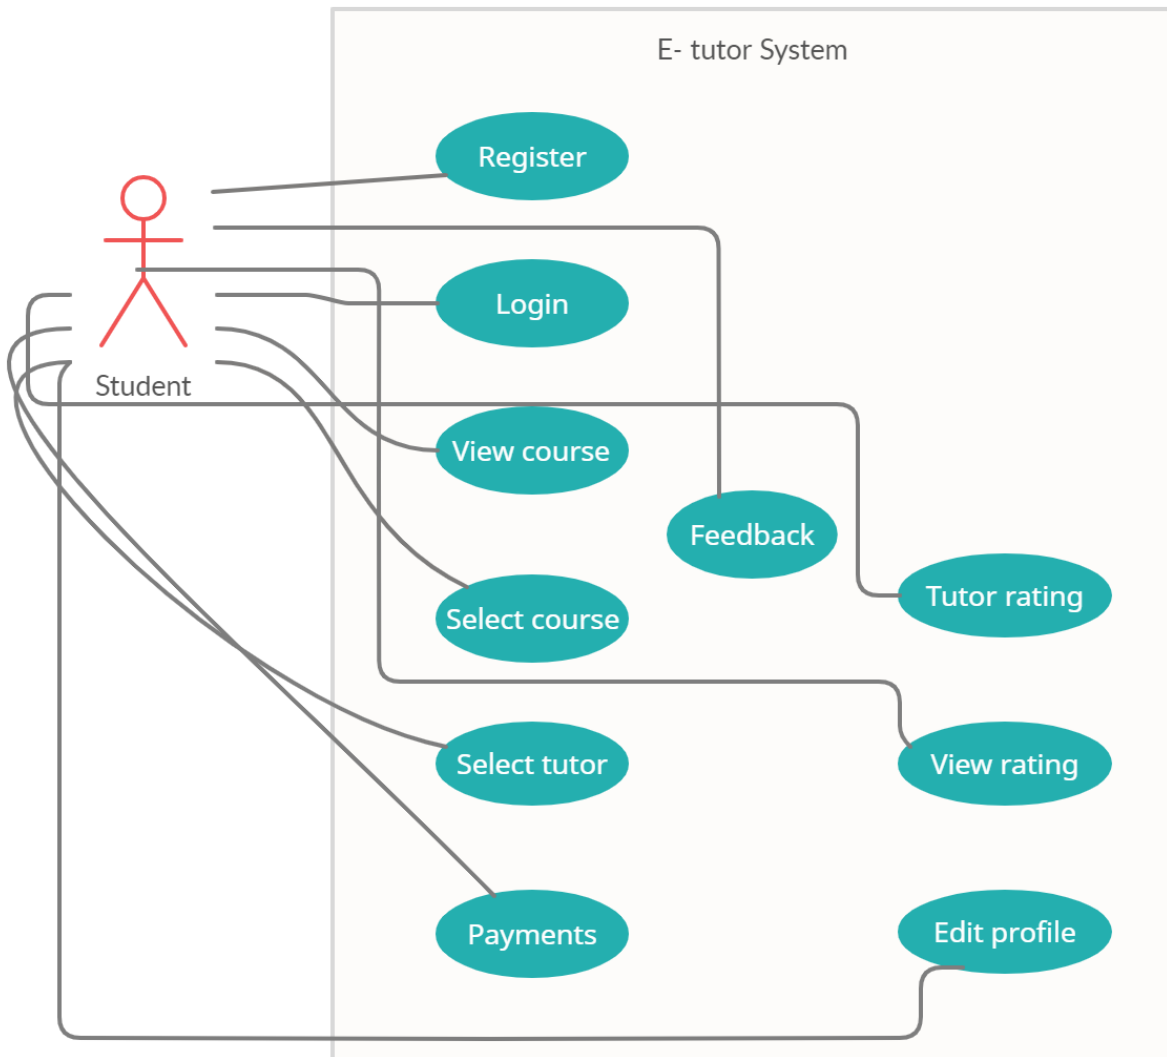 E- tutor System
Register
Login
Student
View course
Feedback
Tutor rating
Select course
Select tutor
View rating
Payments
Edit profile